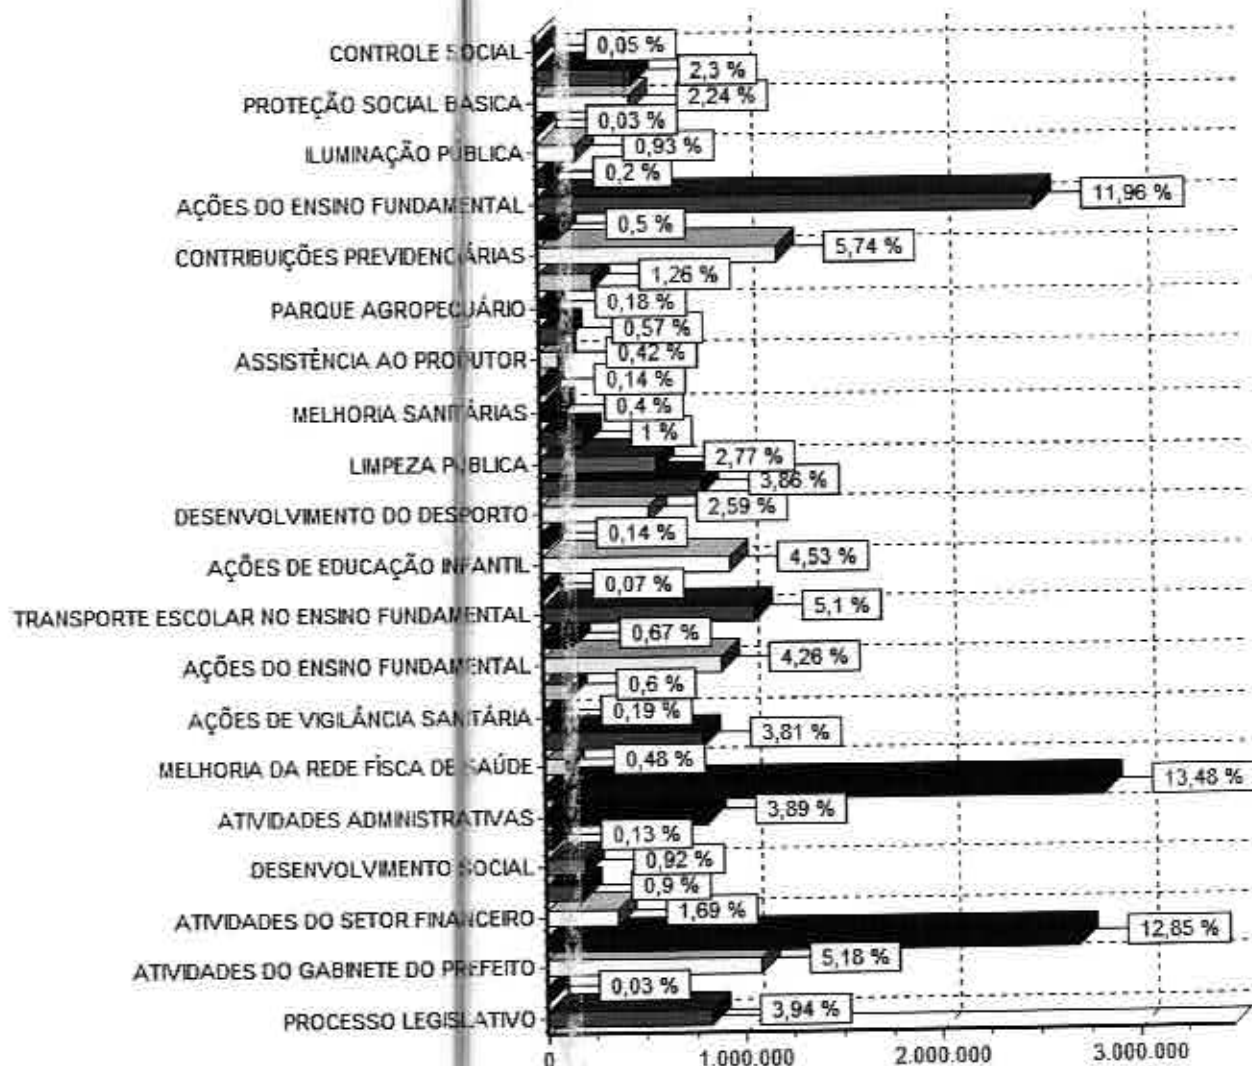 CONTROLE SOCIAL
0,05 %
2,3 %
PROTEÇÃO SOCIAL BÁSICA
2,24 %
0,03 %
ILUMINAÇÃO PÚBLICA
0,93 %
0,2 %
AÇÕES DO ENSINO FUNDAMENTAL
11,96 %
0,5 %
CONTRIBUIÇÕES PREVIDENCIÁRIAS
5,74 %
1,26 %
PARQUE AGROPECUÁRIO
0,18 %
0,57 %
ASSISTÊNCIA AO PRODUTOR
0,42 %
0,14 %
MELHORIA SANITÁRIAS
0,4 %
1 %
LIMPEZA PÚBLICA
2,77 %
3,86 %
DESENVOLVIMENTO DO DESPORTO
2,59 %
0,14 %
AÇÕES DE EDUCAÇÃO INFANTIL
4,53 %
0,07 %
TRANSPORTE ESCOLAR NO ENSINO FUNDAMENTAL
5,1 %
0,67 %
AÇÕES DO ENSINO FUNDAMENTAL
4,26 %
0,6 %
AÇÕES DE VIGILÂNCIA SANITÁRIA
0,19 %
3,81 %
MELHORIA DA REDE FÍSCA DE SAÚDE
0,48 %
13,48 %
ATIVIDADES ADMINISTRATIVAS
3,89 %
0,13 %
DESENVOLVIMENTO SOCIAL
0,92 %
0,9 %
ATIVIDADES DO SETOR FINANCEIRO
1,69 %
12,85 %
ATIVIDADES DO GABINETE DO PREFEITO
5,18 %
0,03 %
PROCESSO LEGISLATIVO
3,94 %
0 1.000.000 2.000.000 3.000.000